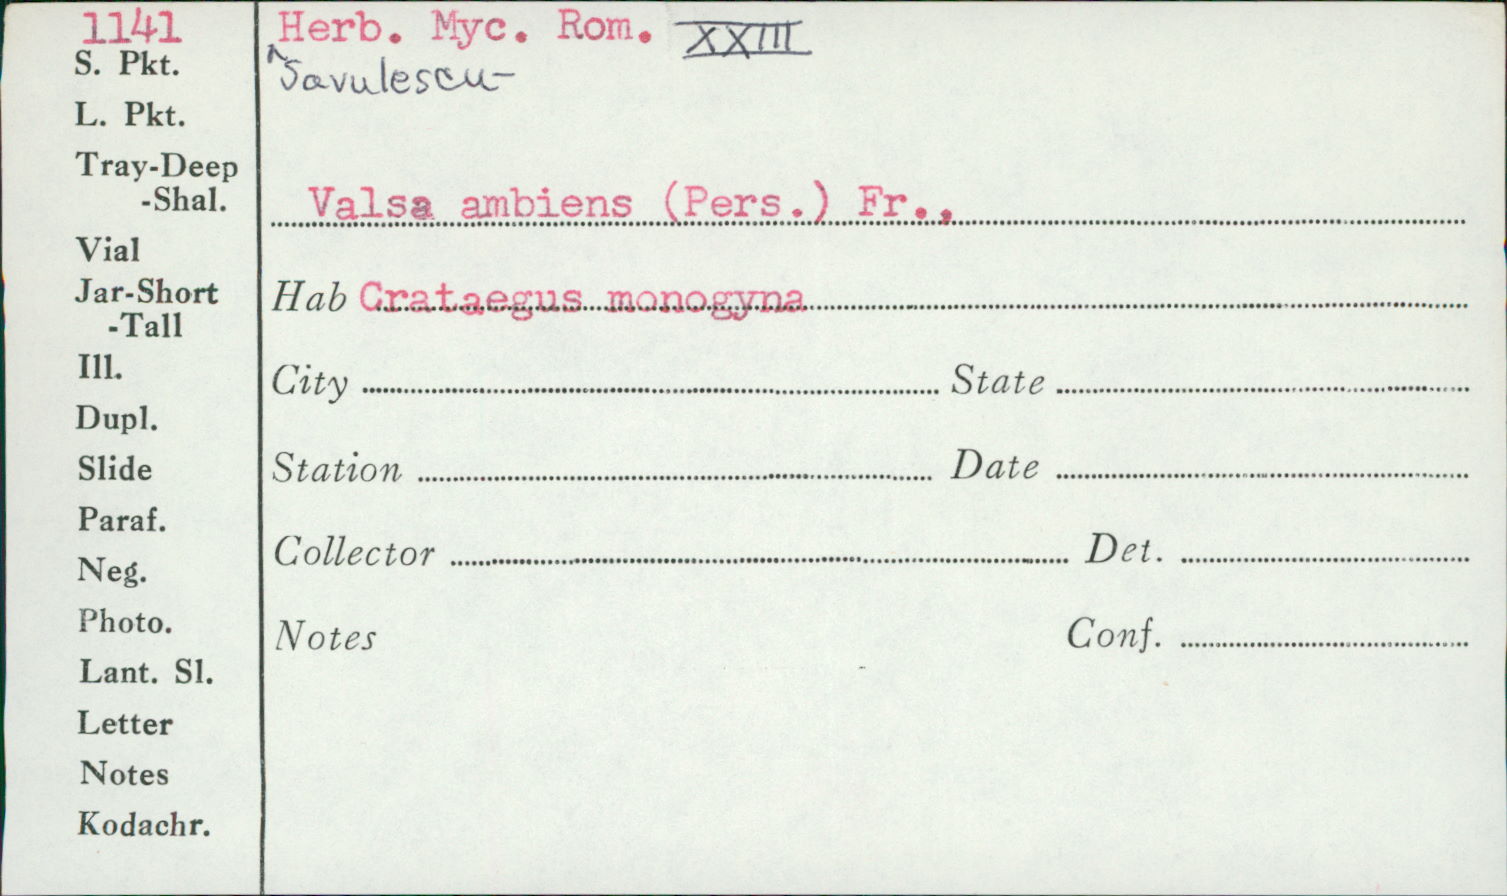 1141
Herb. Myc. Rom. XXIII
Savulescu-
S. Pkt.
L. Pkt.
Tray-Deep
-Shal.
Valsa ambiens (Pers.) Fr.,
Vial
Jar-Short
-Tall
Hab Crataegus monogyna
Ill.
City State
Dupl.
Slide
Station Date
Paraf.
Collector Det.
Neg.
Photo.
Notes Conf.
Lant. Sl.
Letter
Notes
Kodachr.